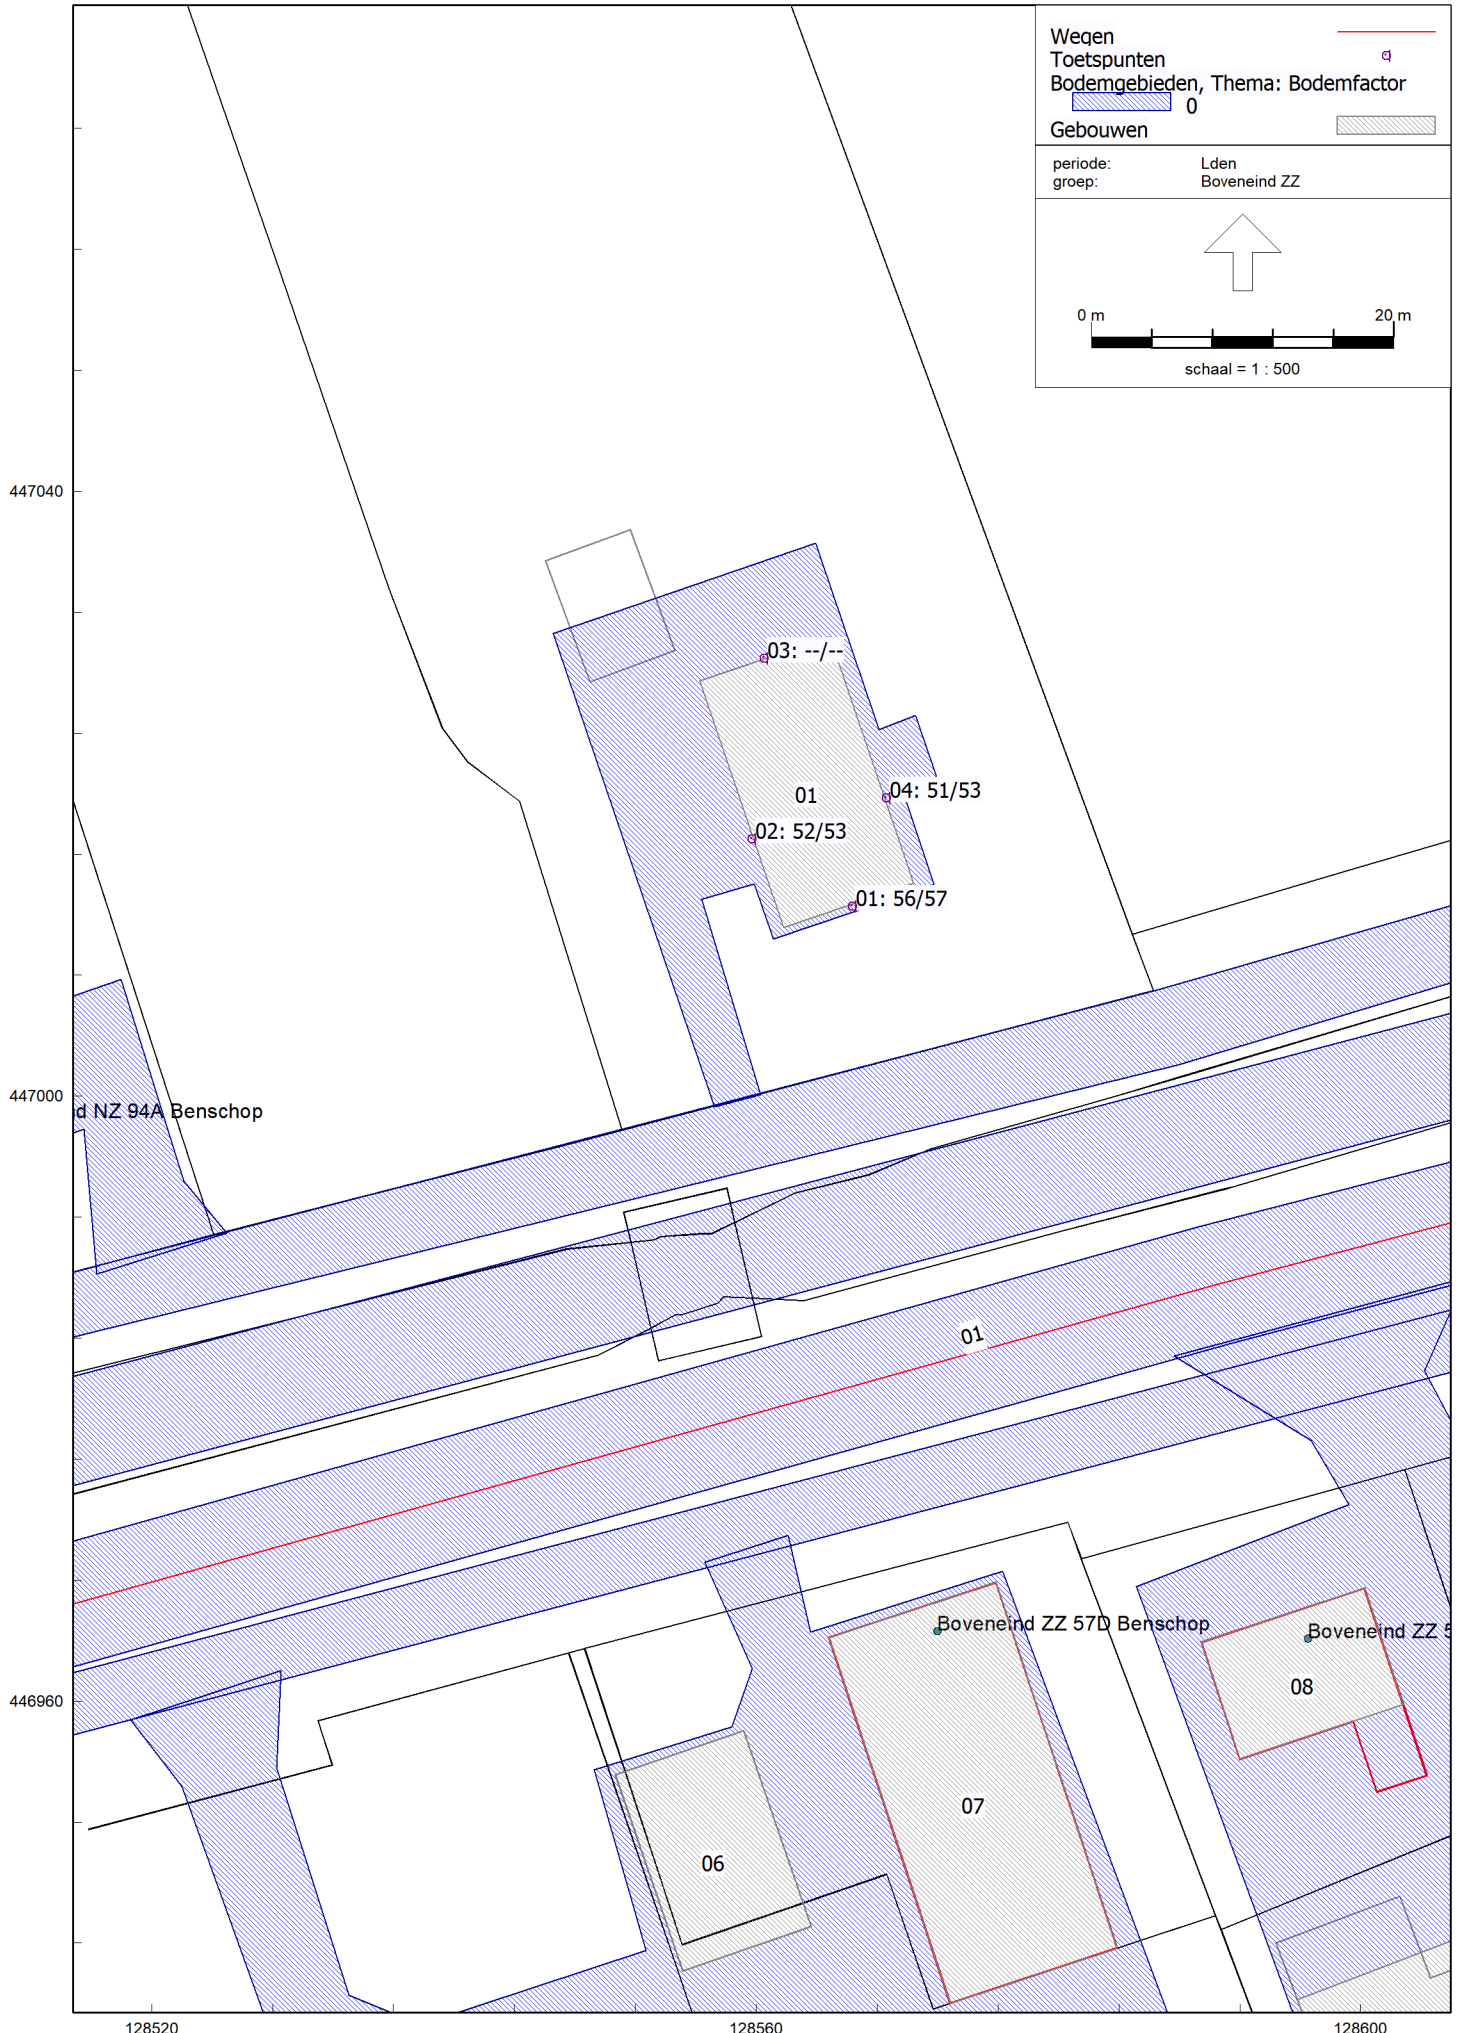 Wegen
Toetspunten
Bodemgebieden, Thema: Bodemfactor
0
Gebouwen
periode: Lden
groep: Boveneind ZZ
0 m 20 m
schaal = 1 : 500
447040
03: --/--
01
04: 51/53
02: 52/53
01: 56/57
447000
d NZ 94A Benschop
01
Boveneind ZZ 57D Benschop
Boveneind ZZ 5
446960
08
07
06
128520 128560 128600